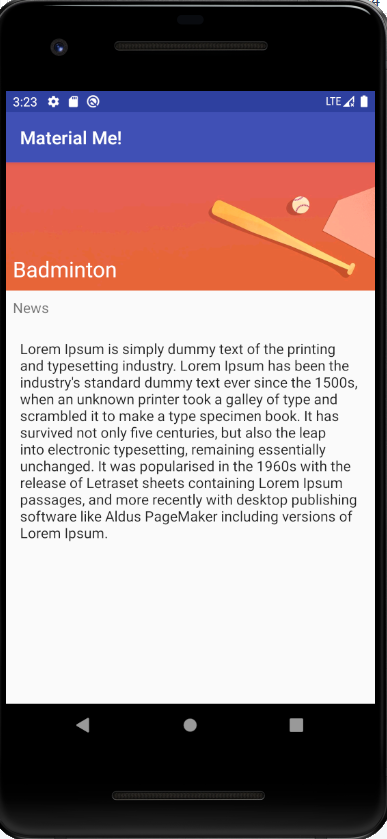 3:23 LTE
Material Me!
Badminton
News
Lorem Ipsum is simply dummy text of the printing
and typesetting industry. Lorem Ipsum has been the
industry's standard dummy text ever since the 1500s,
when an unknown printer took a galley of type and
scrambled it to make a type specimen book. It has
survived not only five centuries, but also the leap
into electronic typesetting, remaining essentially
unchanged. It was popularised in the 1960s with the
release of Letraset sheets containing Lorem Ipsum
passages, and more recently with desktop publishing
software like Aldus PageMaker including versions of
Lorem Ipsum.